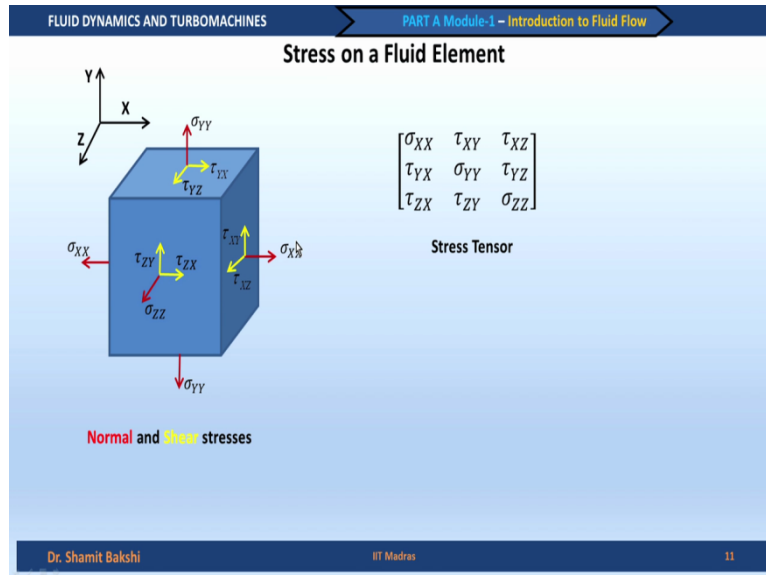 FLUID DYNAMICS AND TURBOMACHINES
PART A Module-1 – Introduction to Fluid Flow
Stress on a Fluid Element
Y
X
Z
σYY
τYX
τYZ
σXX
τZY
τZX
σZZ
τXY
τXZ
σXX
σYY
σXX τXY τXZ
τYX σYY τYZ
τZX τZY σZZ
Stress Tensor
Normal and Shear stresses
Dr. Shamit Bakshi
IIT Madras
11